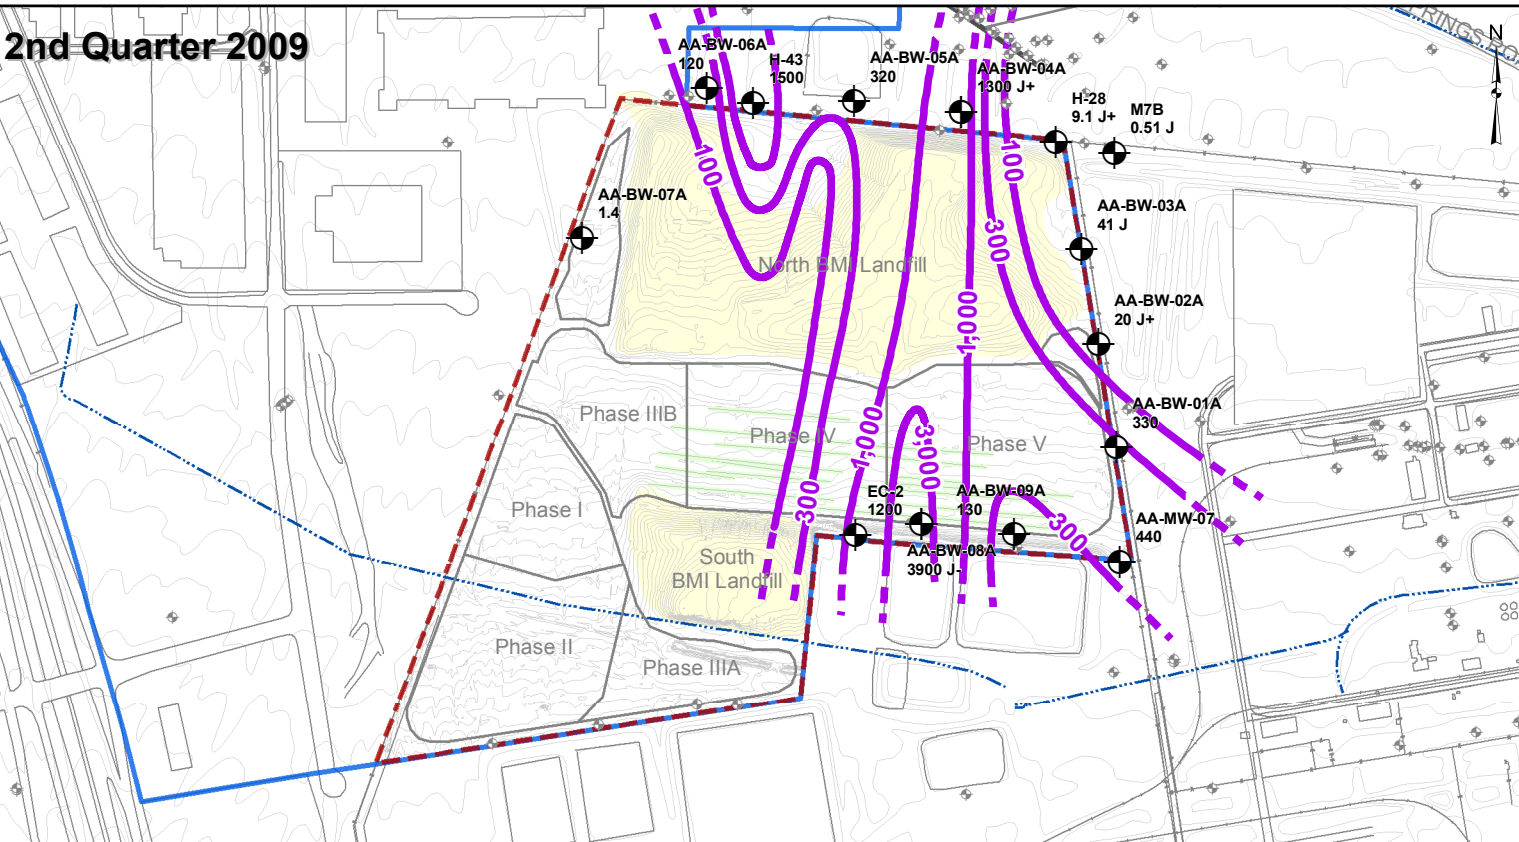 2nd Quarter 2009
PRINGS RO
N
AA-BW-06A
120
H-43
1500
AA-BW-05A
320
AA-BW-04A
1300 J+
H-28
9.1 J+
M7B
0.51 J
100
100
AA-BW-07A
1.4
AA-BW-03A
41 J
300
North BMI Landfill
AA-BW-02A
20 J+
1,000
Phase IIIB
Phase IV
1,000
3,000
Phase V
AA-BW-01A
330
Phase I
300
EC-2
1200
AA-BW-09A
130
300
AA-MW-07
440
South
BMI Landfill
AA-BW-08A
3900 J-
Phase II
Phase IIIA